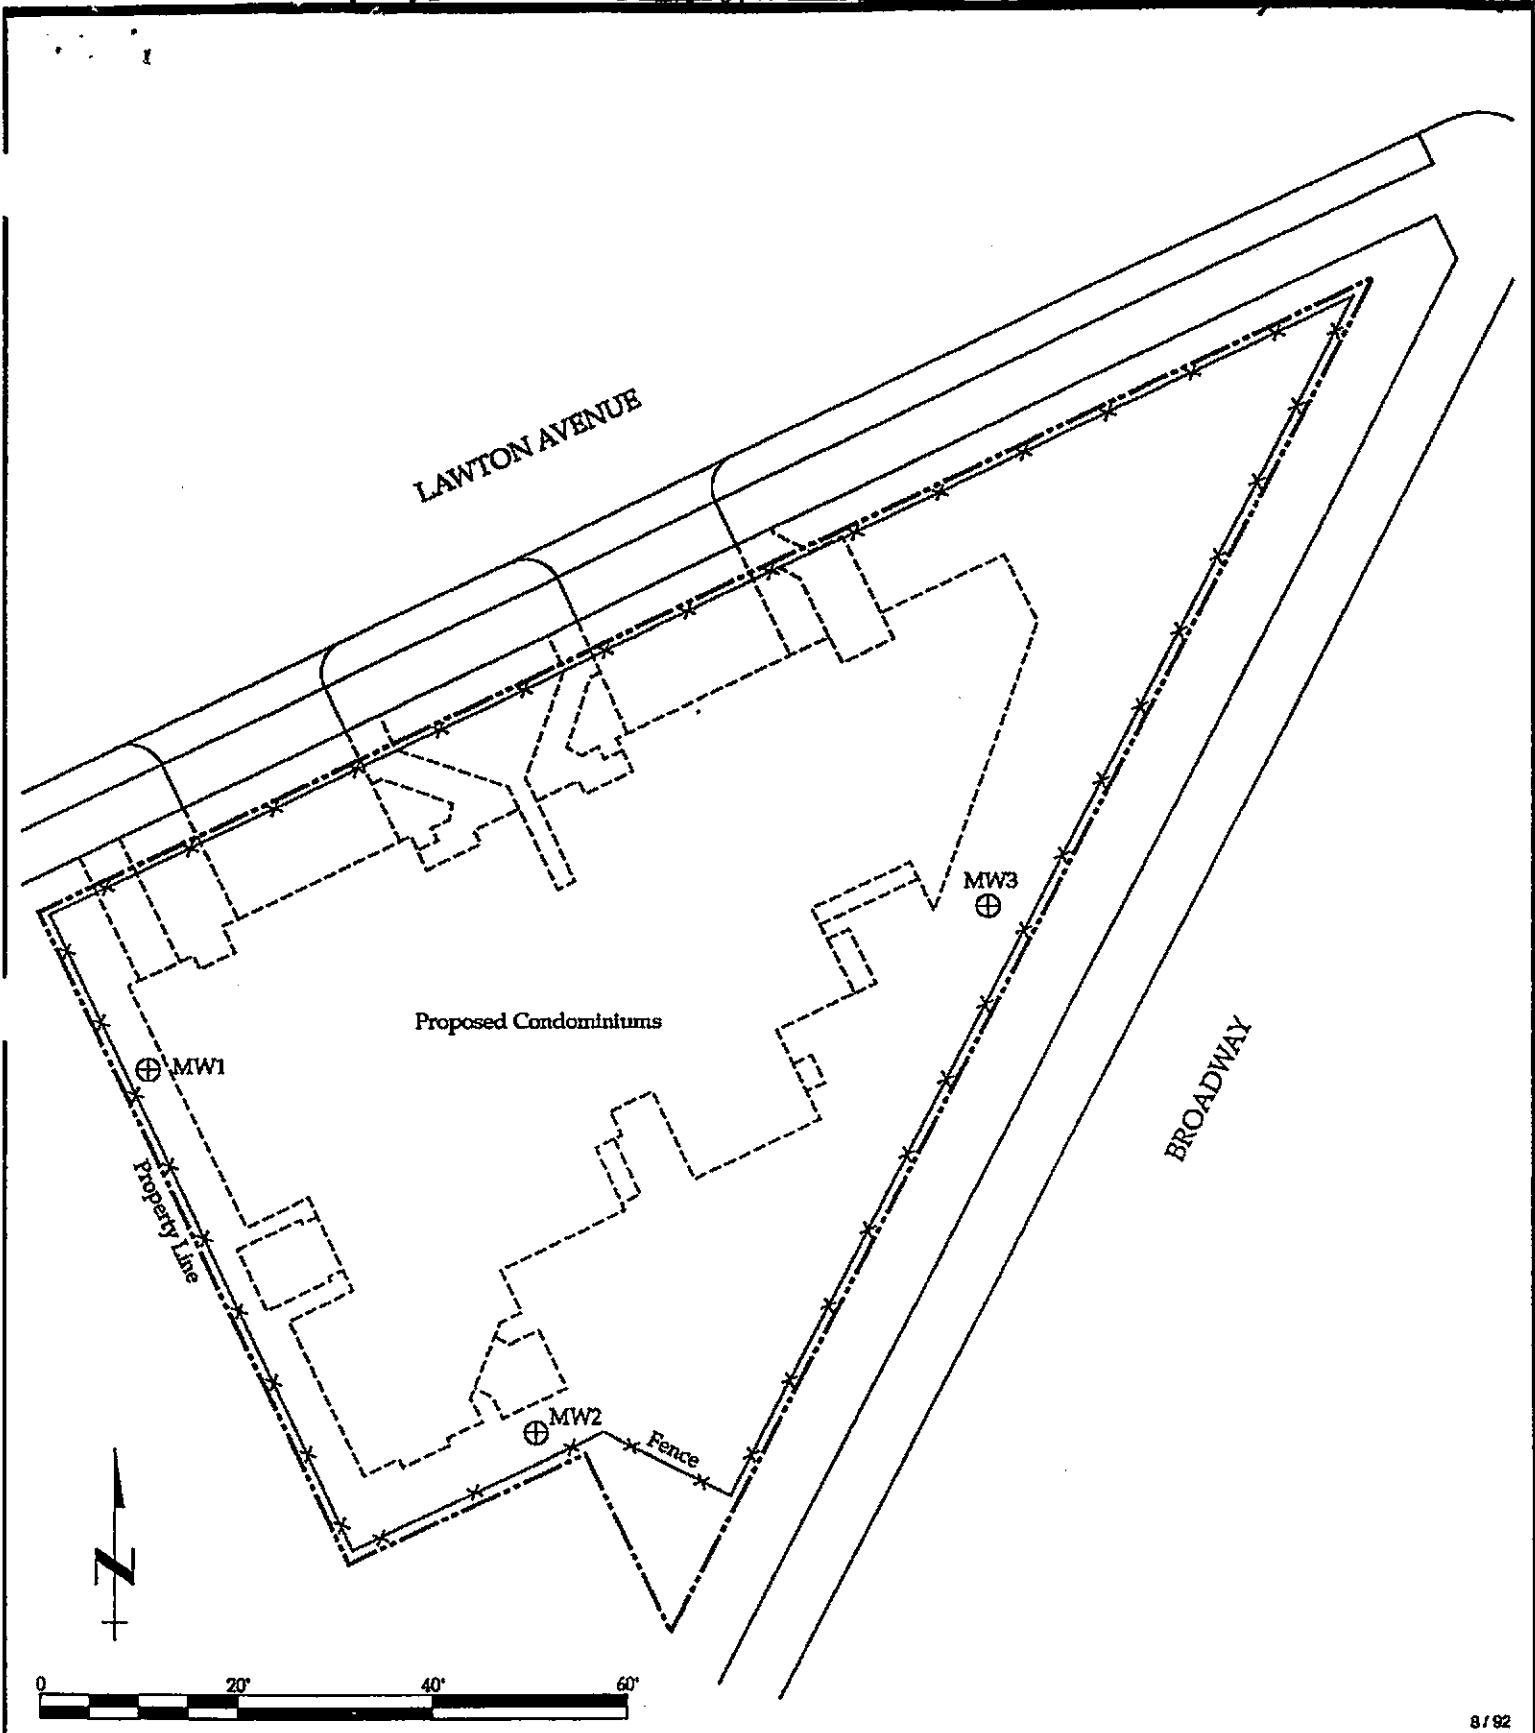 LAWTON AVENUE
MW3
Proposed Condominiums
BROADWAY
MW1
Property Line
MW2
Fence
N
0 20' 40' 60'
8/92